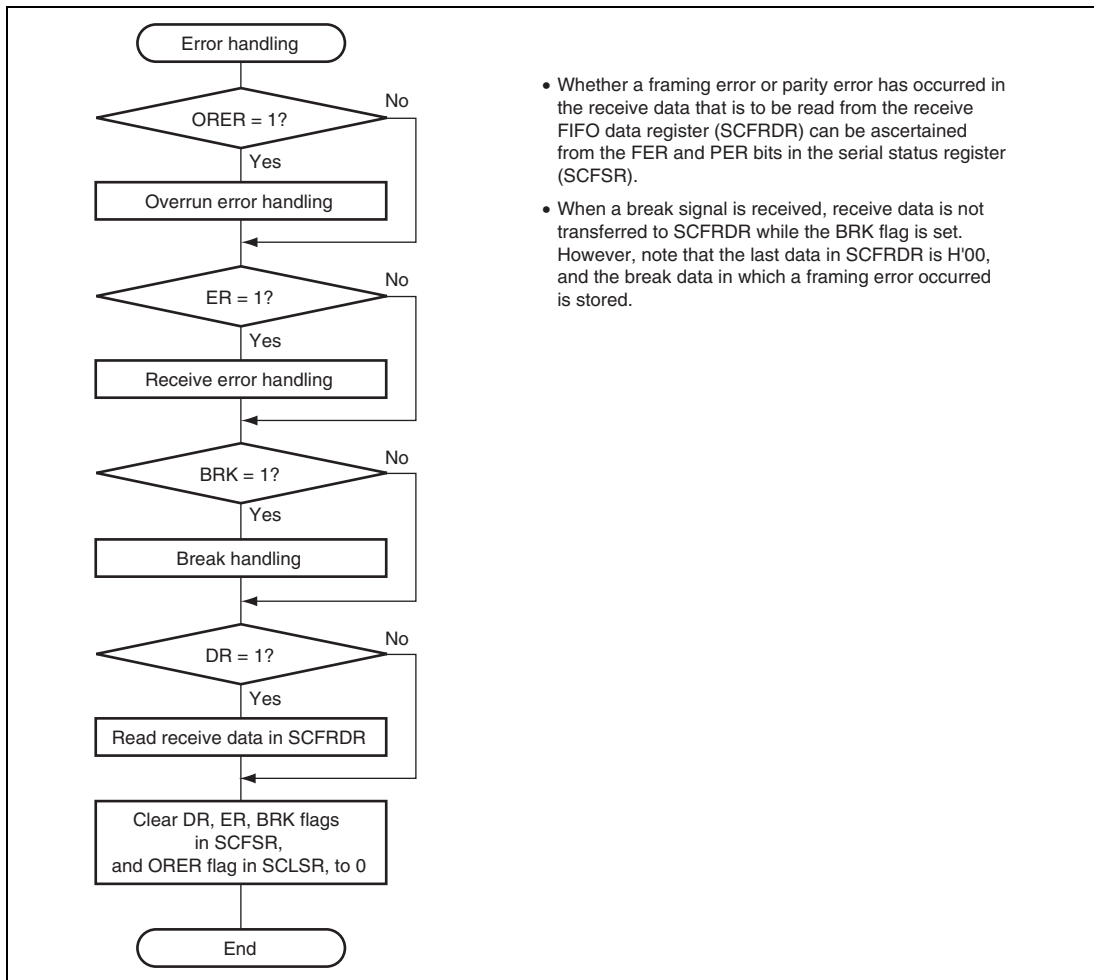 Error handling
No
ORER = 1?
Yes
Overrun error handling
No
ER = 1?
Yes
Receive error handling
No
BRK = 1?
Yes
Break handling
No
DR = 1?
Yes
Read receive data in SCFRDR
Clear DR, ER, BRK flags
in SCFSR,
and ORER flag in SCLSR, to 0
End
• Whether a framing error or parity error has occurred in
the receive data that is to be read from the receive
FIFO data register (SCFRDR) can be ascertained
from the FER and PER bits in the serial status register
(SCFSR).
• When a break signal is received, receive data is not
transferred to SCFRDR while the BRK flag is set.
However, note that the last data in SCFRDR is H'00,
and the break data in which a framing error occurred
is stored.